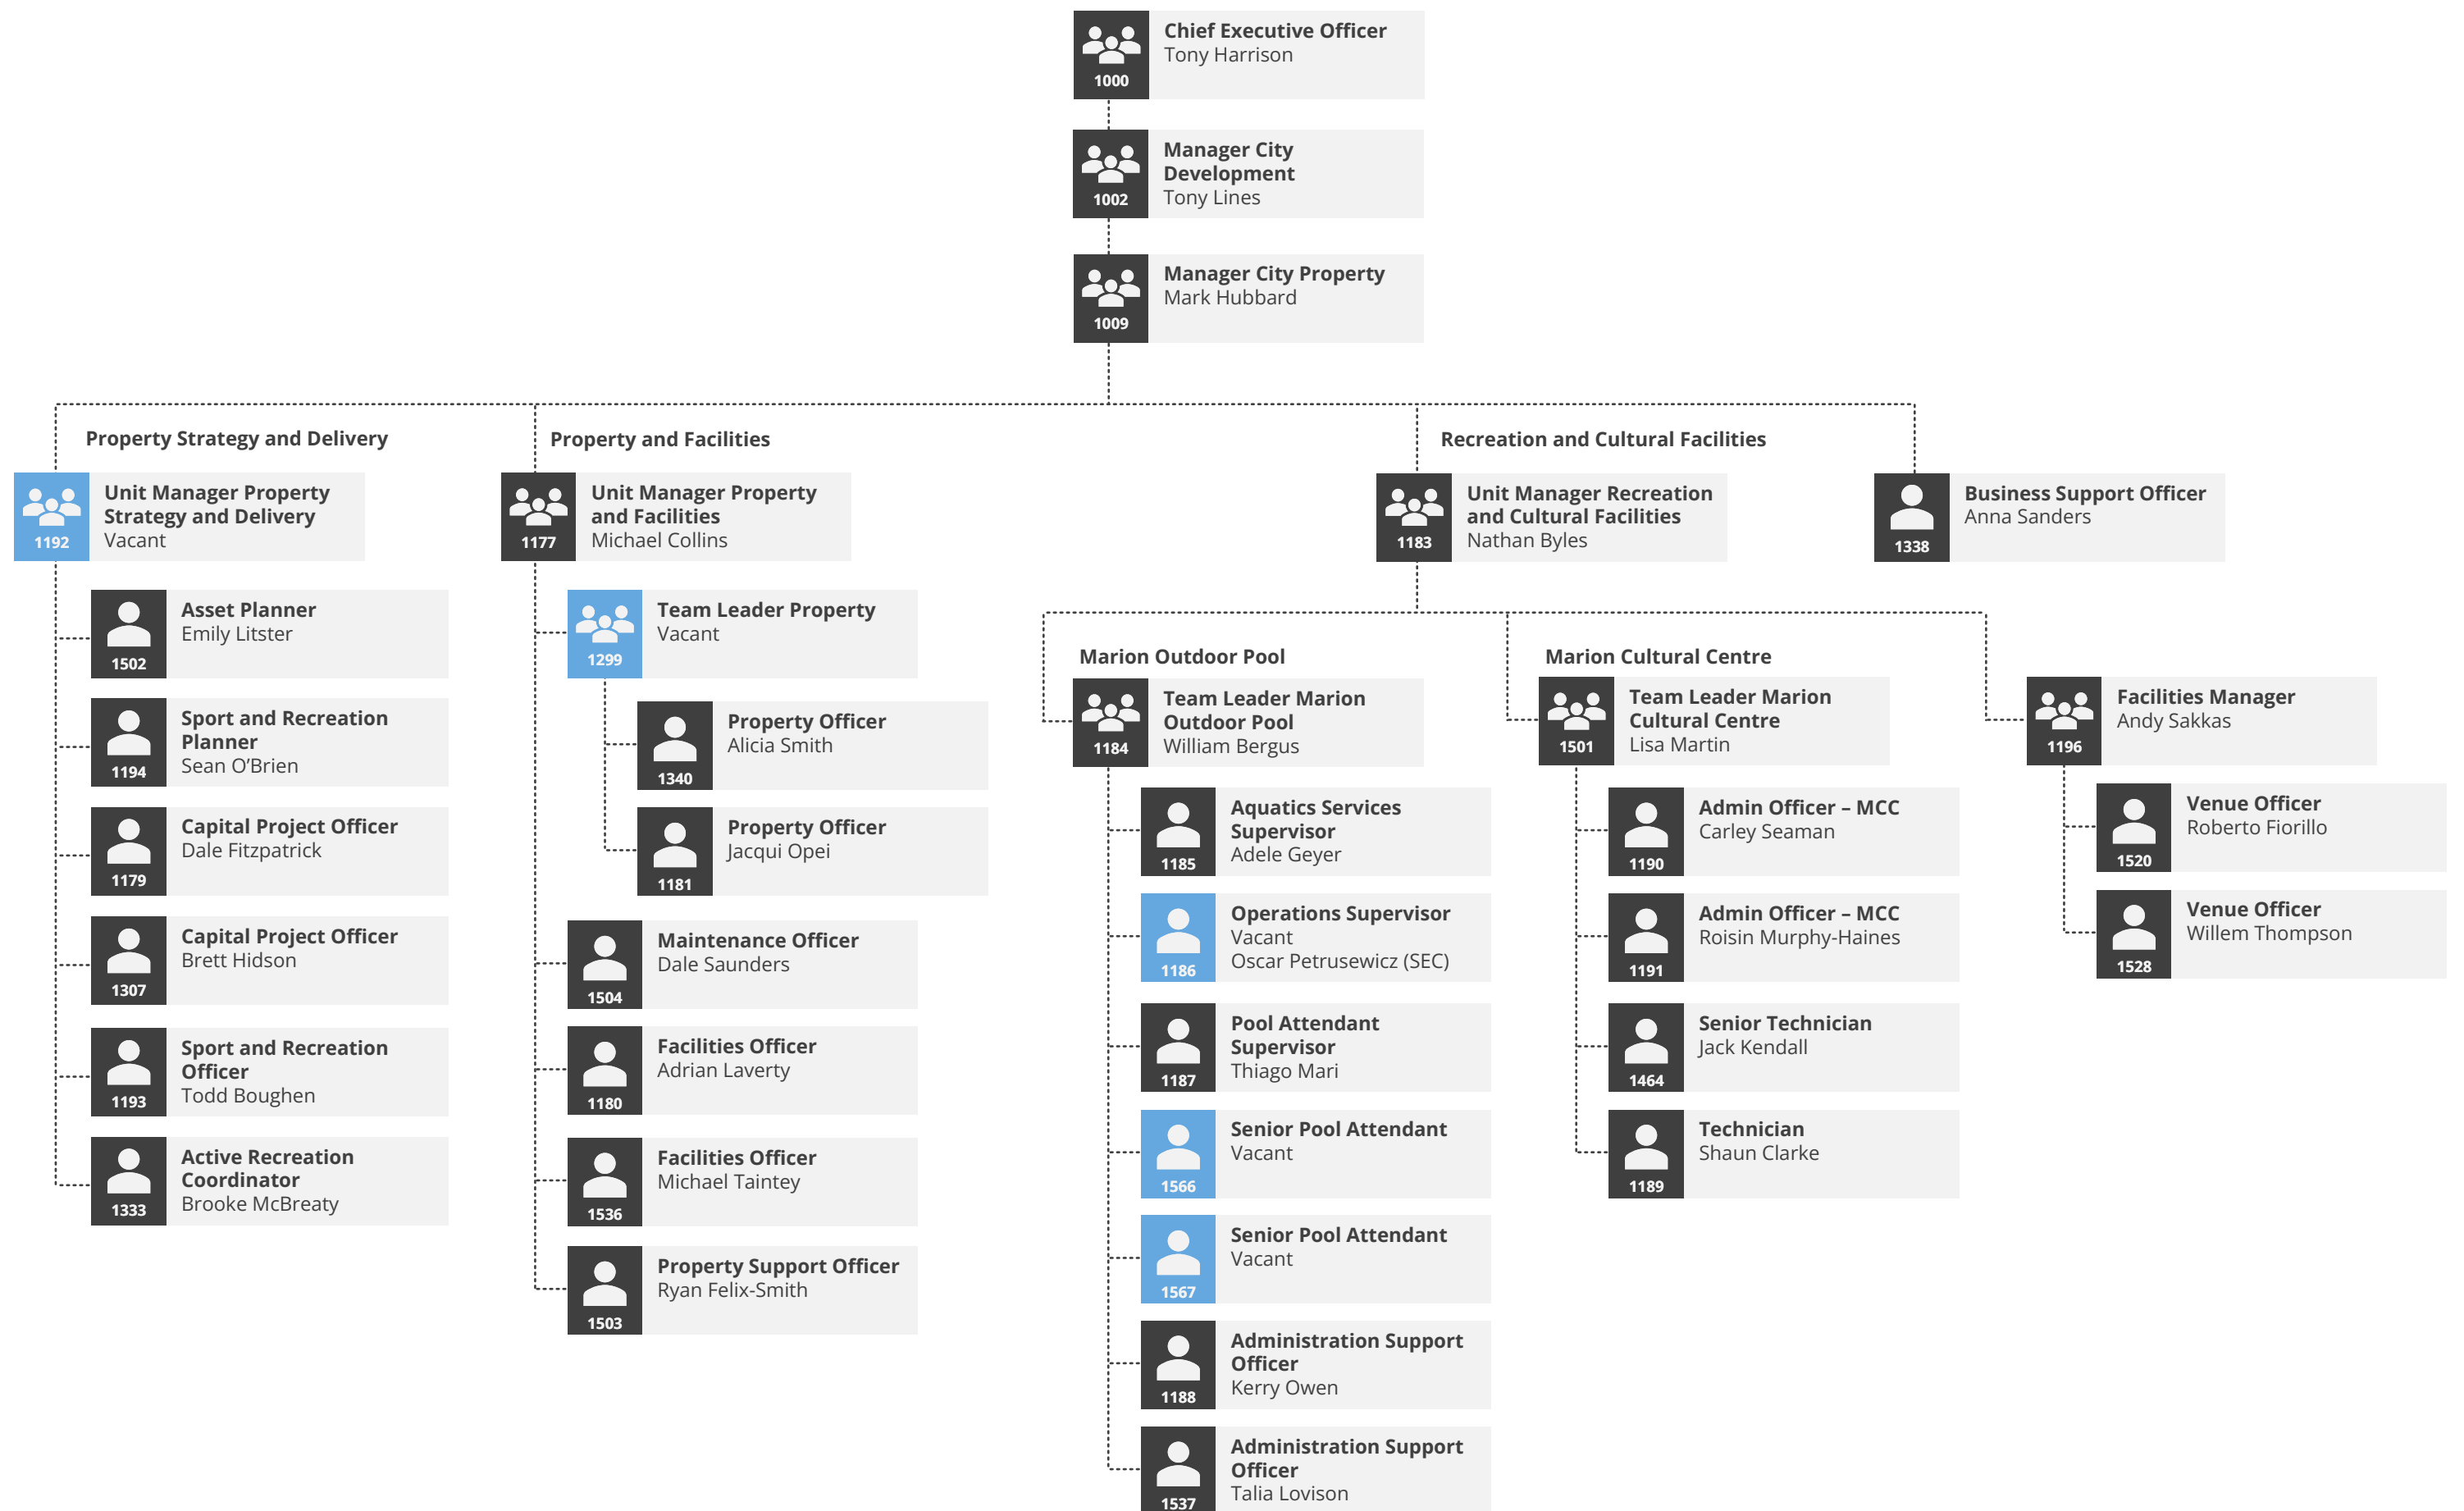 Chief Executive Officer
Tony Harrison
1000
Manager City
Development
Tony Lines
1002
Manager City Property
Mark Hubbard
1009
Property Strategy and Delivery
Unit Manager Property
Strategy and Delivery
Vacant
1192
Asset Planner
Emily Litster
1502
Sport and Recreation
Planner
Sean O’Brien
1194
Capital Project Officer
Dale Fitzpatrick
1179
Capital Project Officer
Brett Hidson
1307
Sport and Recreation
Officer
Todd Boughen
1193
Active Recreation
Coordinator
Brooke McBreaty
1333
Property and Facilities
Unit Manager Property
and Facilities
Michael Collins
1177
Team Leader Property
Vacant
1299
Property Officer
Alicia Smith
1340
Property Officer
Jacqui Opei
1181
Maintenance Officer
Dale Saunders
1504
Facilities Officer
Adrian Laverty
1180
Facilities Officer
Michael Taintey
1536
Property Support Officer
Ryan Felix-Smith
1503
Recreation and Cultural Facilities
Unit Manager Recreation
and Cultural Facilities
Nathan Byles
1183
Marion Outdoor Pool
Team Leader Marion
Outdoor Pool
William Bergus
1184
Aquatics Services
Supervisor
Adele Geyer
1185
Operations Supervisor
Vacant
Oscar Petrusewicz (SEC)
1186
Pool Attendant
Supervisor
Thiago Mari
1187
Senior Pool Attendant
Vacant
1566
Senior Pool Attendant
Vacant
1567
Administration Support
Officer
Kerry Owen
1188
Administration Support
Officer
Talia Lovison
1537
Marion Cultural Centre
Team Leader Marion
Cultural Centre
Lisa Martin
1501
Admin Officer – MCC
Carley Seaman
1190
Admin Officer – MCC
Roisin Murphy-Haines
1191
Senior Technician
Jack Kendall
1464
Technician
Shaun Clarke
1189
Facilities Manager
Andy Sakkas
1196
Venue Officer
Roberto Fiorillo
1520
Venue Officer
Willem Thompson
1528
Business Support Officer
Anna Sanders
1338